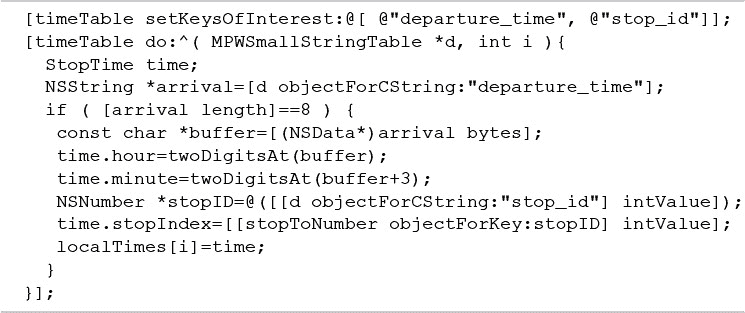 [timeTable setKeysOfInterest:@[ @"departure_time", @"stop_id"]];
[timeTable do:^( MPWSmallStringTable *d, int i ){
  StopTime time;
  NSString *arrival=[d objectForCString:"departure_time"];
  if ( [arrival length]==8 ) {
   const char *buffer=[(NSData*)arrival bytes];
   time.hour=twoDigitsAt(buffer);
   time.minute=twoDigitsAt(buffer+3);
   NSNumber *stopID=@([[d objectForCString:"stop_id"] intValue]);
   time.stopIndex=[[stopToNumber objectForKey:stopID] intValue];
   localTimes[i]=time;
  }
}];